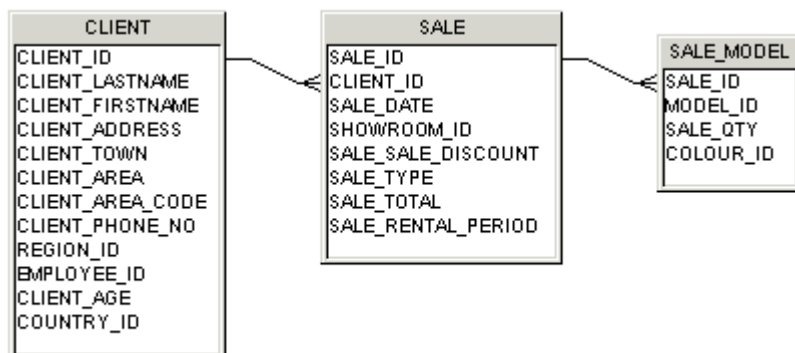 CLIENT
CLIENT_ID
CLIENT_LASTNAME
CLIENT_FIRSTNAME
CLIENT_ADDRESS
CLIENT_TOWN
CLIENT_AREA
CLIENT_AREA_CODE
CLIENT_PHONE_NO
REGION_ID
EMPLOYEE_ID
CLIENT_AGE
COUNTRY_ID
SALE
SALE_ID
CLIENT_ID
SALE_DATE
SHOWROOM_ID
SALE_SALE_DISCOUNT
SALE_TYPE
SALE_TOTAL
SALE_RENTAL_PERIOD
SALE_MODEL
SALE_ID
MODEL_ID
SALE_QTY
COLOUR_ID